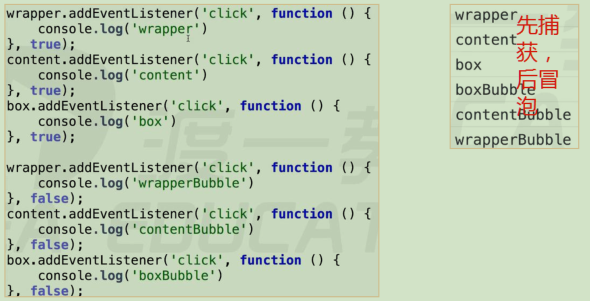 wrapper.addEventListener('click', function () {
console.log('wrapper')
}, true);
content.addEventListener('click', function () {
console.log('content')
}, true);
box.addEventListener('click', function () {
console.log('box')
}, true);
wrapper.addEventListener('click', function () {
console.log('wrapperBubble')
}, false);
content.addEventListener('click', function () {
console.log('contentBubble')
}, false);
box.addEventListener('click', function () {
console.log('boxBubble')
}, false);
wrapper
content
box
boxBubble
contentBubble
wrapperBubble
先捕
获，
后冒
泡